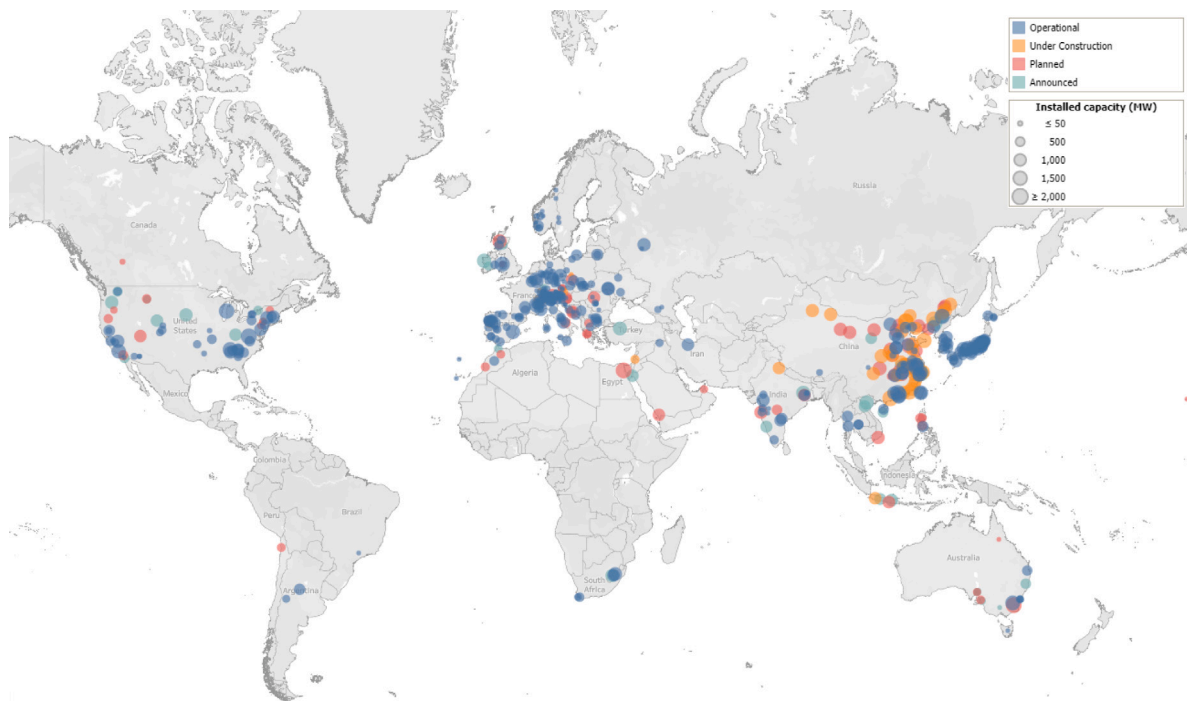 Operational
Under Construction
Planned
Announced
Installed capacity (MW)
≤ 50
500
1,000
1,500
≥ 2,000
Russia
Canada
France
United
States
Turkey
China
Iran
Algeria
Egypt
Mexico
India
Colombia
Indonesia
Peru
Brazil
Australia
South
Africa
Argentina